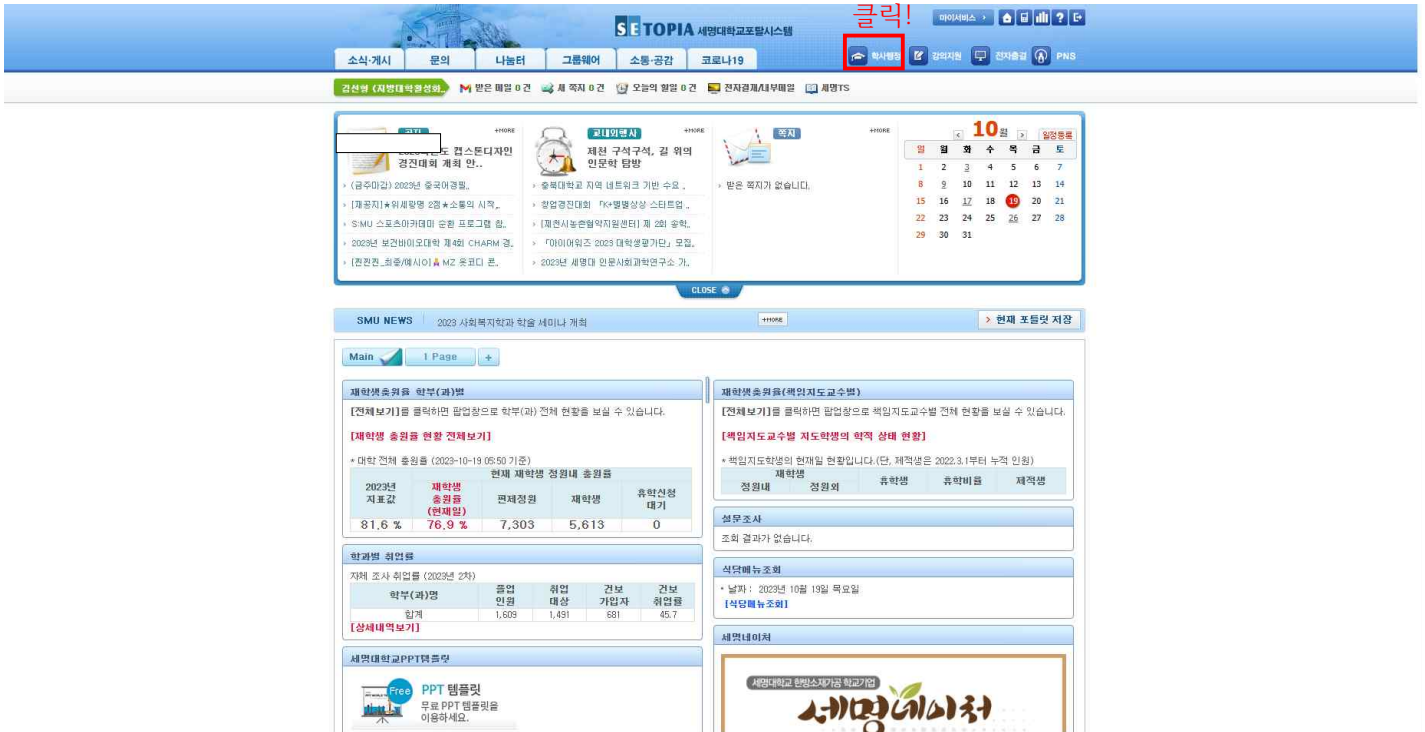 클릭!
마이서비스
SETOPIA 세명대학교포탈시스템
소식·게시 문의 나눔터 그룹웨어 소통·공감 코로나19
학사행정 강의지원 전자출결 PNS
받은 메일 0 건 새 쪽지 0 건 오늘의 할일 0 건 전자결재/내부메일 세명TS
공지 +MORE
캡스톤디자인
경진대회 개최 안..
(금주마감) 2023년 중국어경필..
[재공지]★위세광명 2점★소통의 시작..
S:MU 스포츠아카데미 순환 프로그램 참..
2023년 보건바이오대학 제4회 CHARM 경..
[찐찐찐_최종/예시O] MZ 옷코디 콘..
교내외행사 +MORE
제천 구석구석, 길 위의
인문학 탐방
충북대학교 지역 네트워크 기반 수요 ..
창업경진대회 「K+별별상상 스타트업 ..
[제천시농촌협약지원센터] 제 2회 공학..
「아이어워즈 2023 대학생평가단」 모집..
2023년 세명대 인문사회과학연구소 가..
쪽지 +MORE
받은 쪽지가 없습니다.
< 10월 > 일정등록
일 월 화 수 목 금 토
1 2 3 4 5 6 7
8 9 10 11 12 13 14
15 16 17 18 19 20 21
22 23 24 25 26 27 28
29 30 31
CLOSE
SMU NEWS 2023 사회복지학과 학술 세미나 개최 +MORE
> 현재 포틀릿 저장
Main 1 Page +
재학생충원율 학부(과)별
[전체보기]를 클릭하면 팝업창으로 학부(과) 전체 현황을 보실 수 있습니다.
[재학생 충원율 현황 전체보기]
* 대학 전체 충원율 (2023-10-19 05:50 기준)
2023년 지표값 현재 재학생 정원내 충원율
재학생 충원율 (현재일) 편제정원 재학생 휴학신청 대기
81.6 % 76.9 % 7,303 5,613 0
학과별 취업률
자체 조사 취업률 (2023년 2차)
학부(과)명 졸업 인원 취업 대상 건보 가입자 건보 취업률
합계 1,609 1,491 681 45.7
[상세내역보기]
세명대학교PPT템플릿
Free
PPT 템플릿
무료 PPT 템플릿을
이용하세요.
재학생충원율(책임지도교수별)
[전체보기]를 클릭하면 팝업창으로 책임지도교수별 전체 현황을 보실 수 있습니다.
[책임지도교수별 지도학생의 학적 상태 현황]
* 책임지도학생의 현재일 현황입니다.(단, 제적생은 2022.3.1부터 누적 인원)
재학생 휴학생 휴학비율 제적생
정원내 정원외
설문조사
조회 결과가 없습니다.
식당메뉴조회
• 날짜 : 2023년 10월 19일 목요일
[식당메뉴조회]
세명네이처
세명대학교 한방소재가공 학교기업
세명네이처